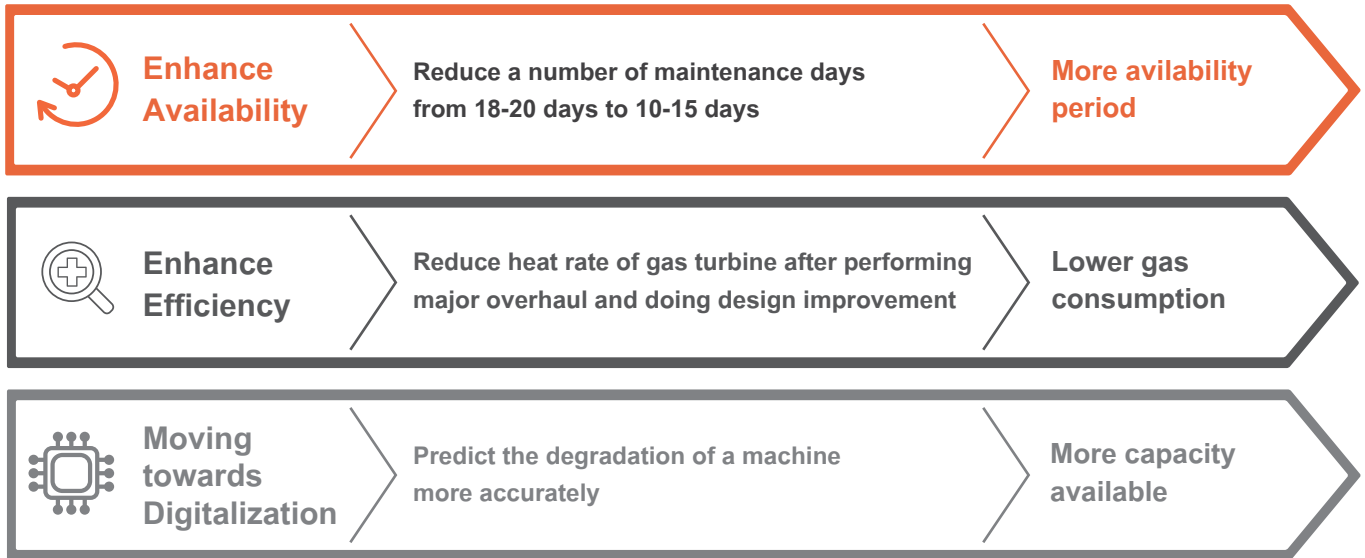 Enhance
Availability
Reduce a number of maintenance days
from 18-20 days to 10-15 days
More avilability
period
Enhance
Efficiency
Reduce heat rate of gas turbine after performing
major overhaul and doing design improvement
Lower gas
consumption
Moving
towards
Digitalization
Predict the degradation of a machine
more accurately
More capacity
available